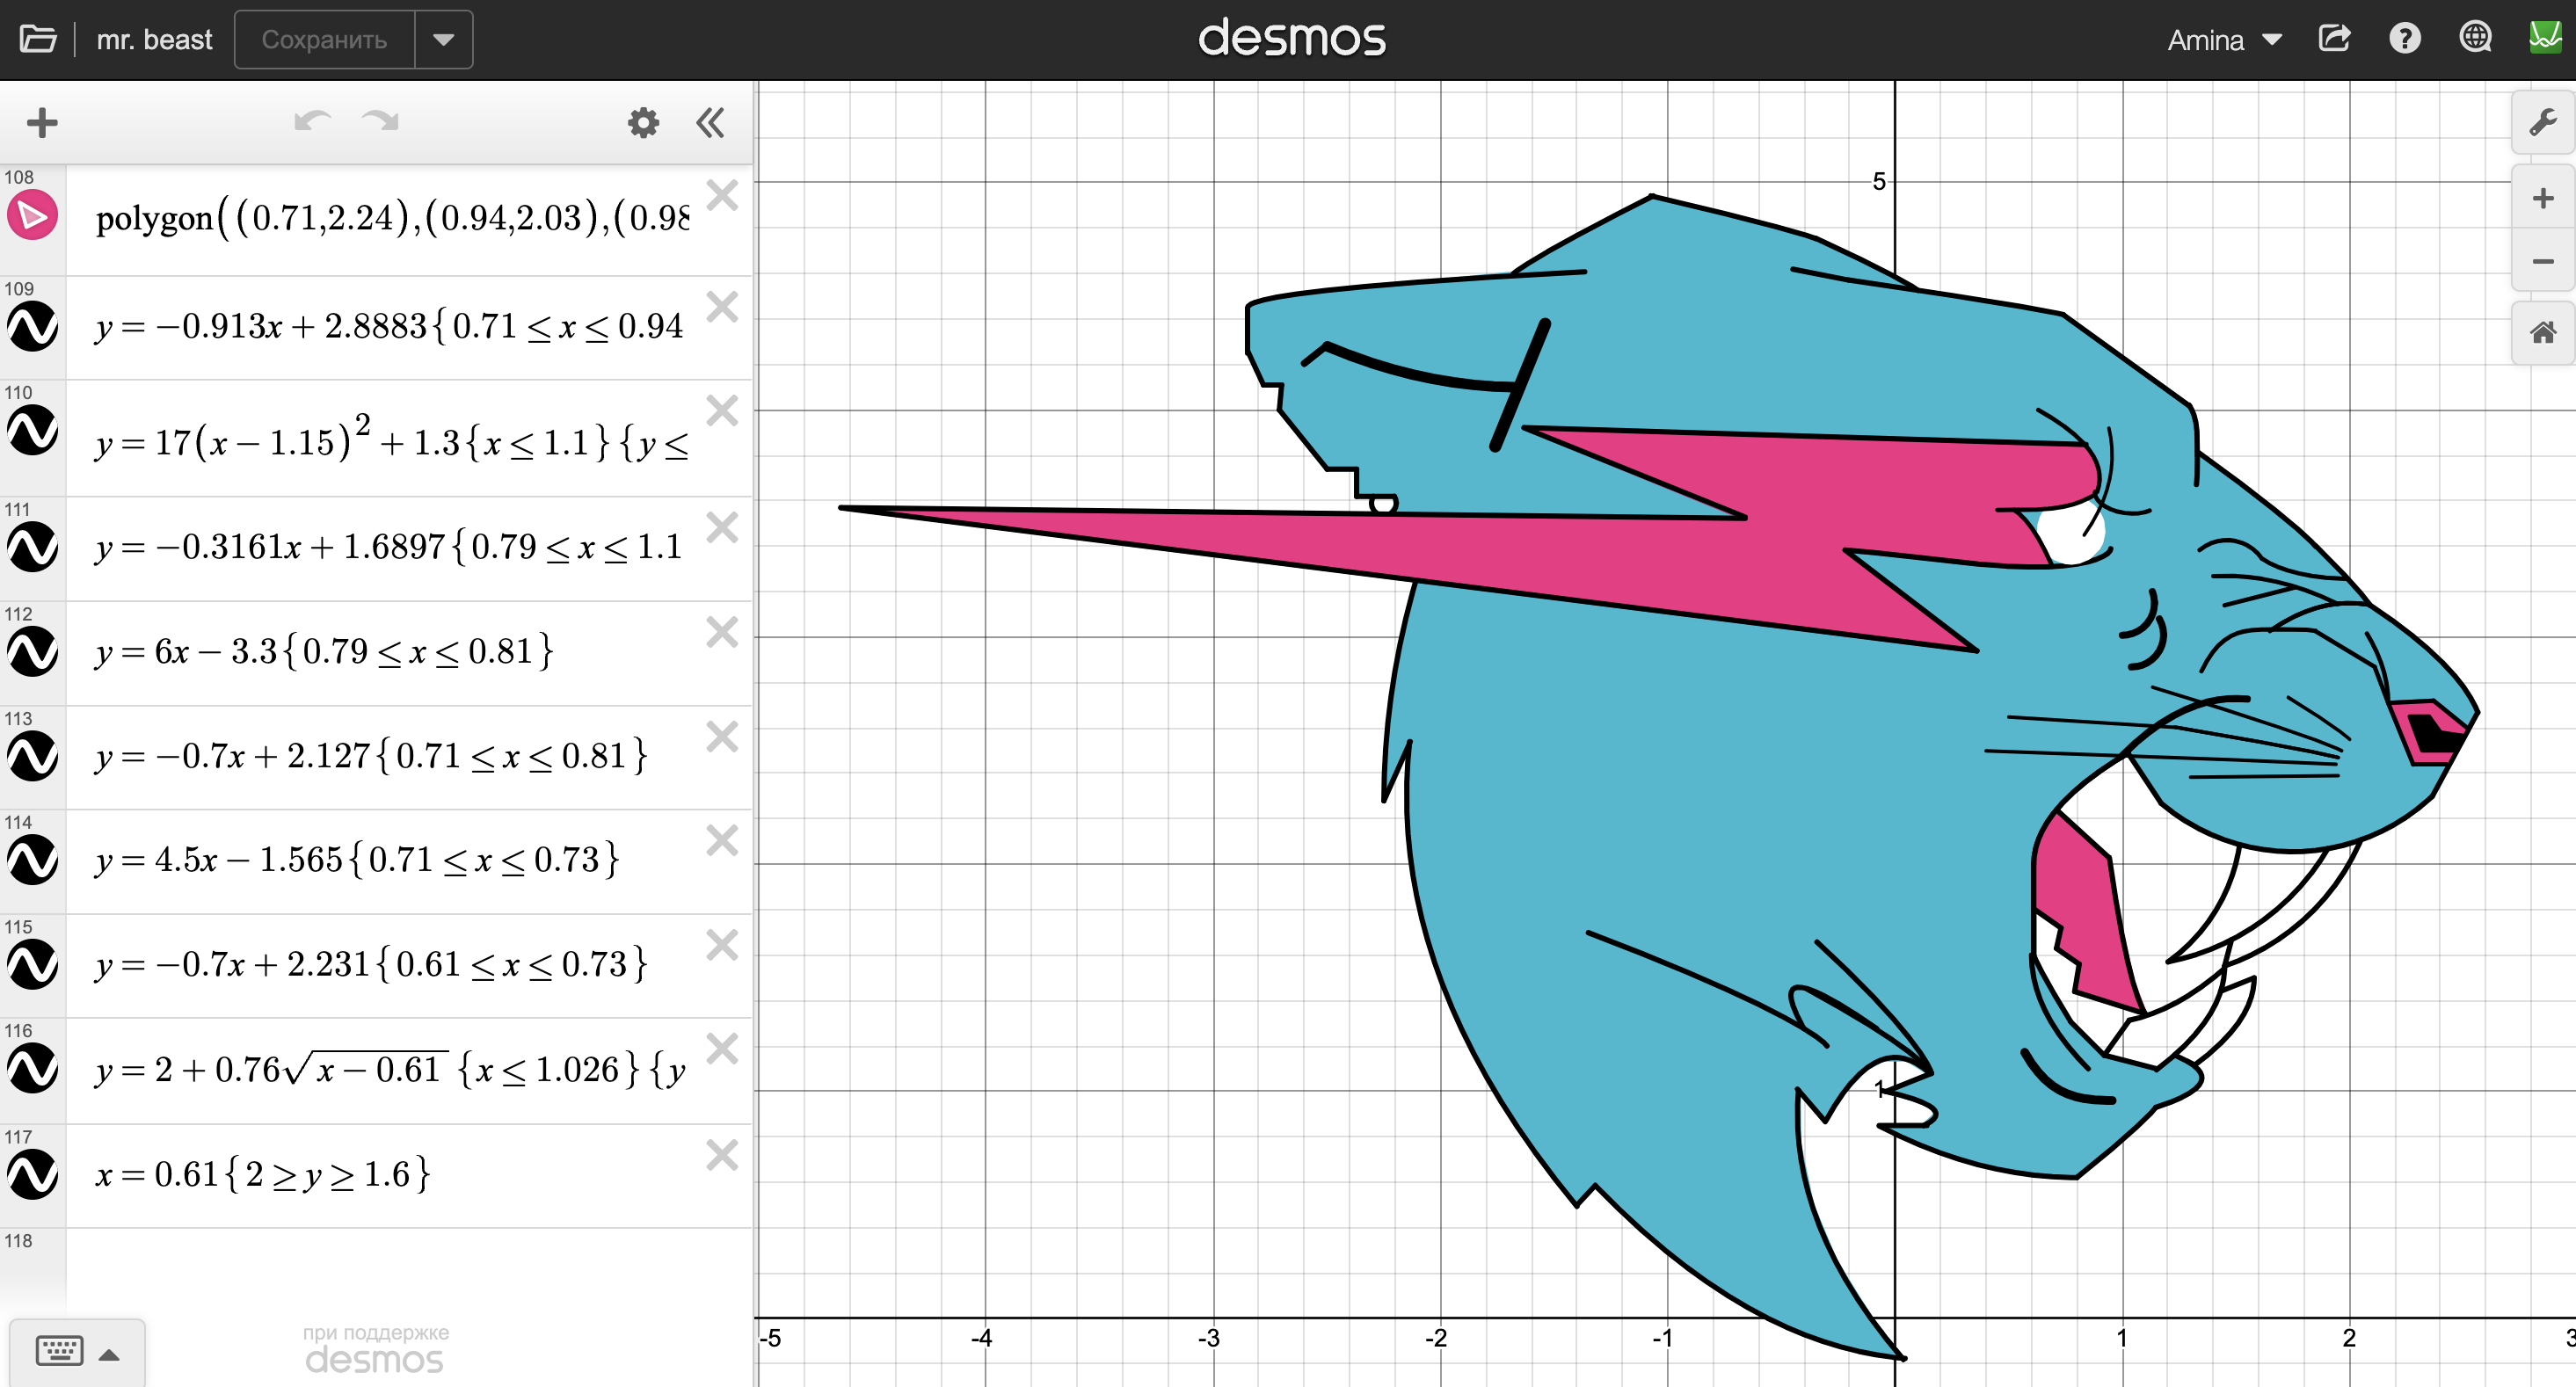 mr. beast
Сохранить
desmos
Amina
108
polygon((0.71,2.24),(0.94,2.03),(0.98
109
y=−0.913x+2.8883{0.71≤x≤0.94
110
y=17(x−1.15)²+1.3{x≤1.1}{y≤
111
y=−0.3161x+1.6897{0.79≤x≤1.1
112
y=6x−3.3{0.79≤x≤0.81}
113
y=−0.7x+2.127{0.71≤x≤0.81}
114
y=4.5x−1.565{0.71≤x≤0.73}
115
y=−0.7x+2.231{0.61≤x≤0.73}
116
y=2+0.76√x−0.61{x≤1.026}{y
117
x=0.61{2≥y≥1.6}
118
при поддержке
desmos
5
1
-5 -4 -3 -2 -1 1 2 3